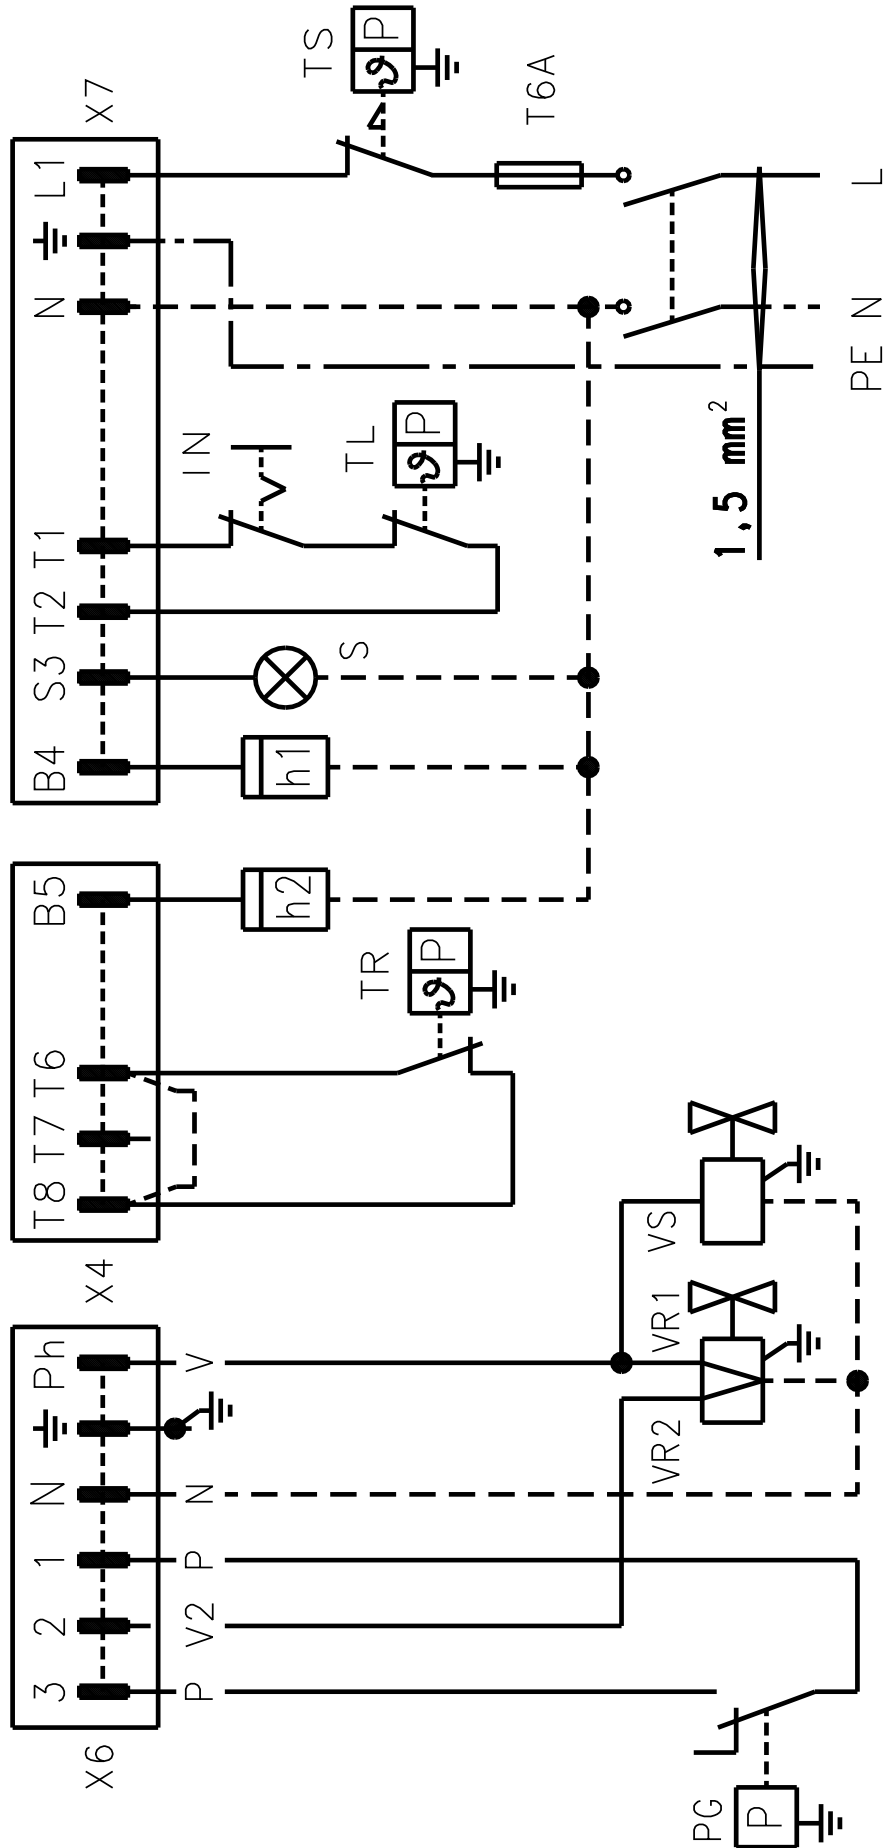 3 2 1 N Ph T8 T7 T6 B5 B4 S3 T2 T1 N L1
X6 X4 X7
P V2 P N V IN
h2 h1
TS
S
TL
TR
ϑ P
ϑ P
ϑ P
T6A
VR2 VR1 VS
PG
P
1,5 mm²
PE N L